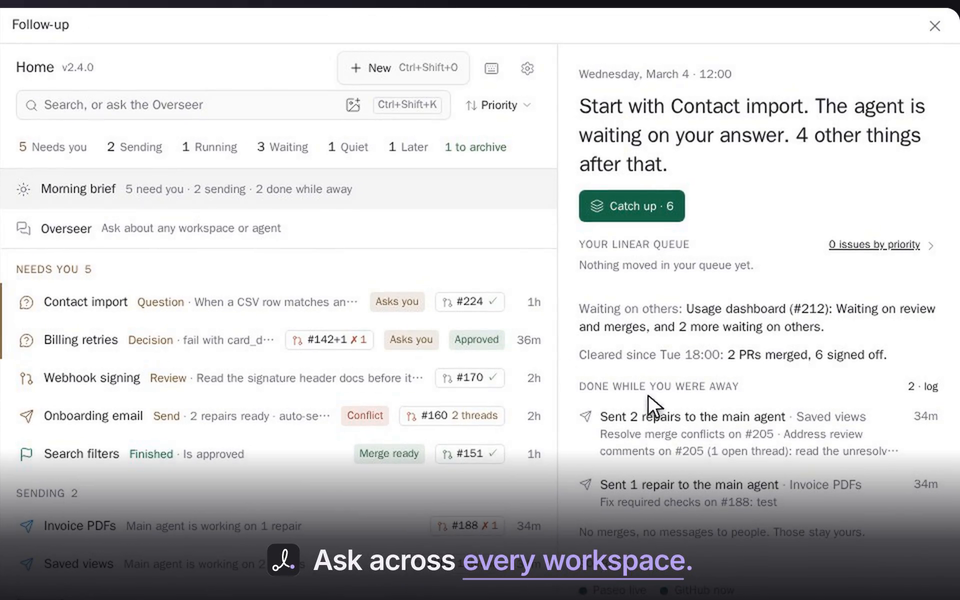 Follow-up
Home v2.4.0
New Ctrl+Shift+O
Search, or ask the Overseer Ctrl+Shift+K
Priority
5 Needs you 2 Sending 1 Running 3 Waiting 1 Quiet 1 Later 1 to archive
Morning brief 5 need you · 2 sending · 2 done while away
Overseer Ask about any workspace or agent
NEEDS YOU 5
Contact import Question · When a CSV row matches an··· Asks you #224 ✓ 1h
Billing retries Decision · fail with card_d··· #142+1 ✗ 1 Asks you Approved 36m
Webhook signing Review · Read the signature header docs before it··· #170 ✓ 2h
Onboarding email Send · 2 repairs ready · auto-se··· Conflict #160 2 threads 2h
Search filters Finished · Is approved Merge ready #151 ✓ 1h
SENDING 2
Invoice PDFs Main agent is working on 1 repair #188 ✗ 1 34m
Saved views Main agent is working on 2
Wednesday, March 4 · 12:00
Start with Contact import. The agent is
waiting on your answer. 4 other things
after that.
Catch up · 6
YOUR LINEAR QUEUE 0 issues by priority
Nothing moved in your queue yet.
Waiting on others: Usage dashboard (#212): Waiting on review
and merges, and 2 more waiting on others.
Cleared since Tue 18:00: 2 PRs merged, 6 signed off.
DONE WHILE YOU WERE AWAY 2 · log
Sent 2 repairs to the main agent · Saved views 34m
Resolve merge conflicts on #205 · Address review
comments on #205 (1 open thread): read the unresolv···
Sent 1 repair to the main agent · Invoice PDFs 34m
Fix required checks on #188: test
No merges, no messages to people. Those stay yours.
Ask across every workspace.
GitHub now